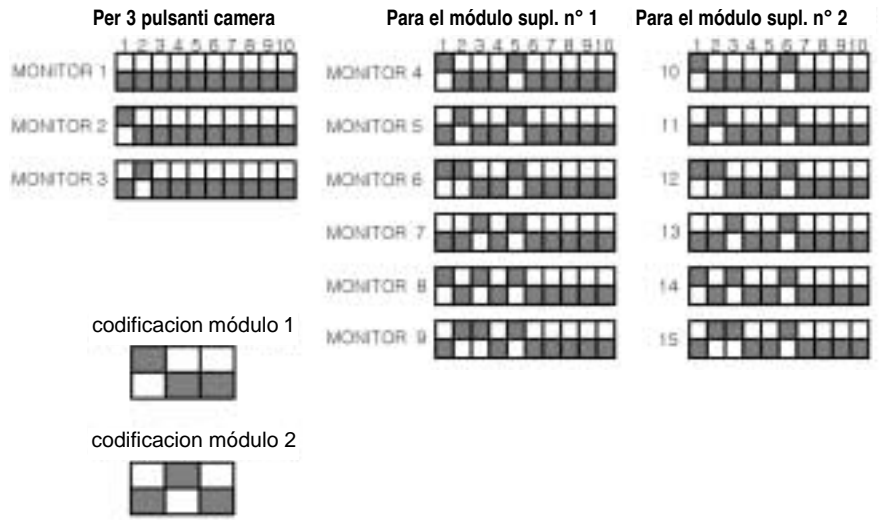 Per 3 pulsanti camera
1 2 3 4 5 6 7 8 9 10
MONITOR 1
MONITOR 2
MONITOR 3
Para el módulo supl. n° 1
1 2 3 4 5 6 7 8 9 10
MONITOR 4
MONITOR 5
MONITOR 6
MONITOR 7
MONITOR 8
MONITOR 9
Para el módulo supl. n° 2
1 2 3 4 5 6 7 8 9 10
10
11
12
13
14
15
codificacion módulo 1
codificacion módulo 2